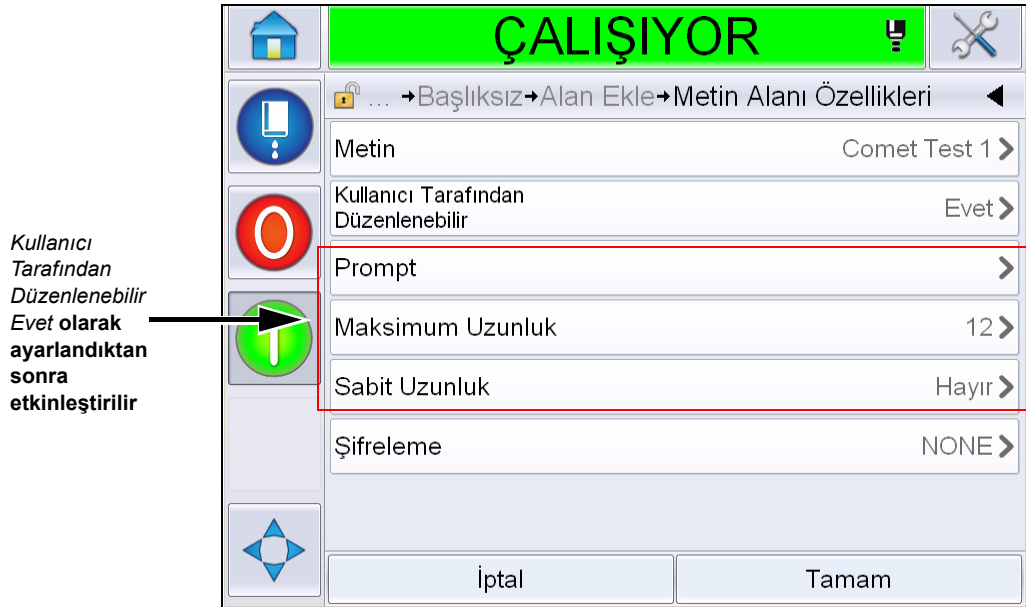 ÇALIŞIYOR
... →Başlıksız→Alan Ekle→Metin Alanı Özellikleri
Metin Comet Test 1
Kullanıcı Tarafından
Düzenlenebilir Evet
Prompt
Maksimum Uzunluk 12
Sabit Uzunluk Hayır
Şifreleme NONE
İptal Tamam
Kullanıcı
Tarafından
Düzenlenebilir
Evet olarak
ayarlandıktan
sonra
etkinleştirilir